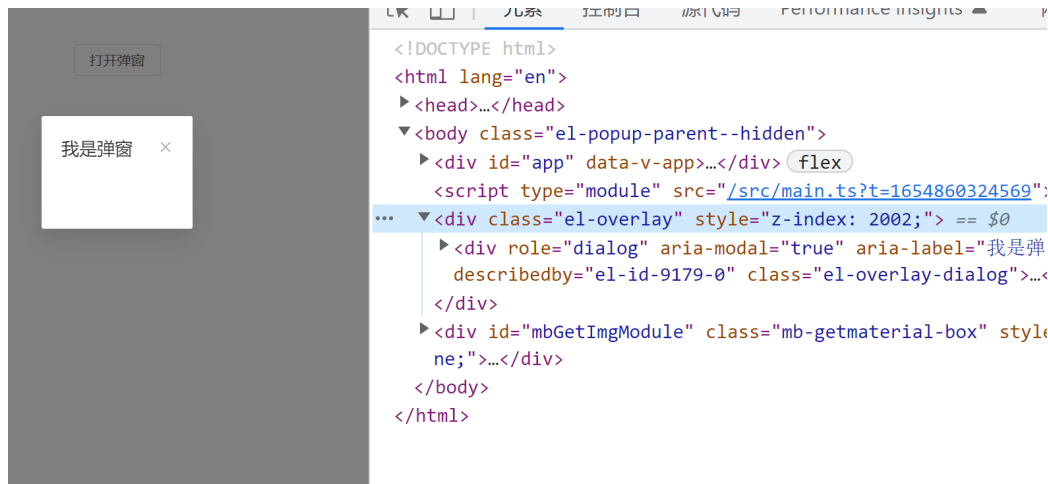 打开弹窗
我是弹窗 ×
元素 控制台 源代码 Performance insights
<!DOCTYPE html>
<html lang="en">
<head>…</head>
<body class="el-popup-parent--hidden">
<div id="app" data-v-app>…</div> flex
<script type="module" src="/src/main.ts?t=1654860324569">
<div class="el-overlay" style="z-index: 2002;"> == $0
<div role="dialog" aria-modal="true" aria-label="我是弹
describedby="el-id-9179-0" class="el-overlay-dialog">…<
</div>
<div id="mbGetImgModule" class="mb-getmaterial-box" style
ne;">…</div>
</body>
</html>